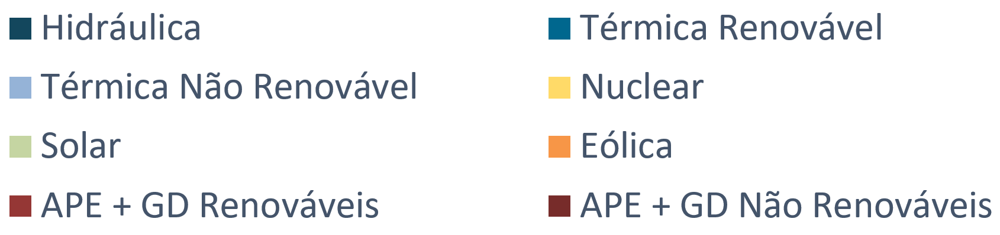 Hidráulica
Térmica Renovável
Térmica Não Renovável
Nuclear
Solar
Eólica
APE + GD Renováveis
APE + GD Não Renováveis